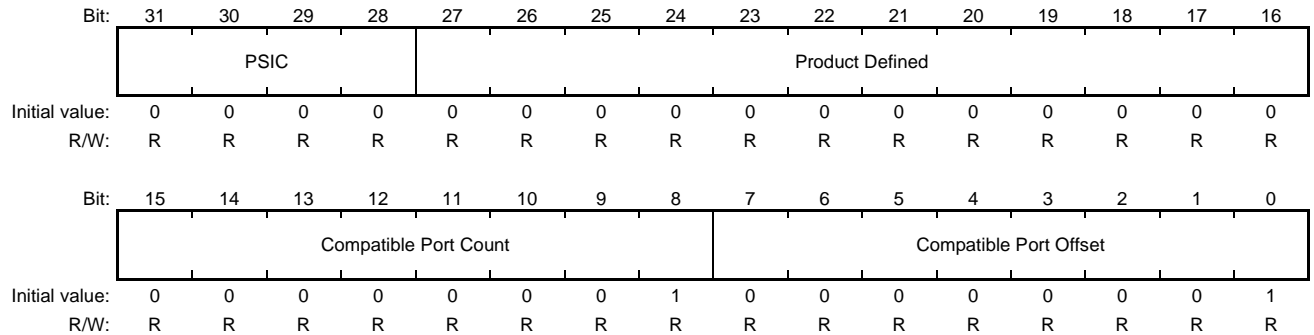 Bit: 31 30 29 28 27 26 25 24 23 22 21 20 19 18 17 16
PSIC Product Defined
Initial value: 0 0 0 0 0 0 0 0 0 0 0 0 0 0 0 0
R/W: R R R R R R R R R R R R R R R R
Bit: 15 14 13 12 11 10 9 8 7 6 5 4 3 2 1 0
Compatible Port Count Compatible Port Offset
Initial value: 0 0 0 0 0 0 0 1 0 0 0 0 0 0 0 1
R/W: R R R R R R R R R R R R R R R R